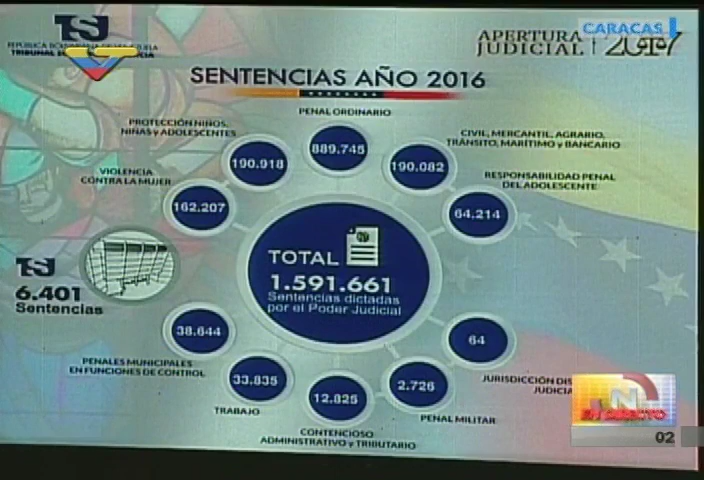 TSJ
REPÚBLICA BOLIVARIANA DE VENEZUELA
APERTURA
JUDICIAL
2017
CARACAS
SENTENCIAS AÑO 2016
PENAL ORDINARIO
889.745
PROTECCIÓN NIÑOS,
NIÑAS y ADOLESCENTES
190.918
CIVIL, MERCANTIL, AGRARIO,
TRÁNSITO, MARÍTIMO y BANCARIO
190.082
VIOLENCIA
CONTRA LA MUJER
162.207
RESPONSABILIDAD PENAL
DEL ADOLESCENTE
64.214
TOTAL
1.591.661
Sentencias dictadas
por el Poder Judicial
TSJ
6.401
Sentencias
38.644
PENALES MUNICIPALES
EN FUNCIONES DE CONTROL
33.835
TRABAJO
12.825
CONTENCIOSO
ADMINISTRATIVO y TRIBUTARIO
2.726
PENAL MILITAR
64
JURISDICCIÓN
EN DIRECTO
02